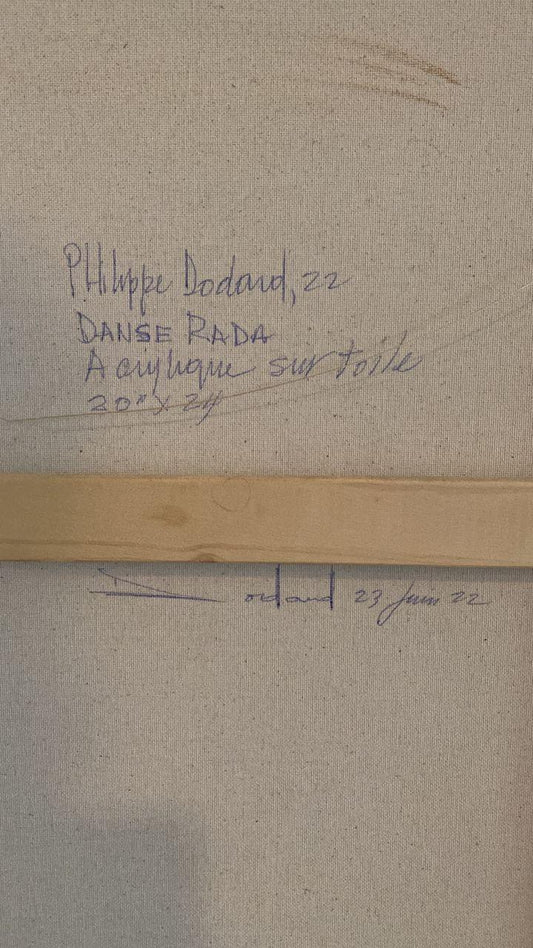 Philippe Dodard, 22
DANSE RADA
Acrylique sur toile
20" x 24
Dodard 23 Juin 22